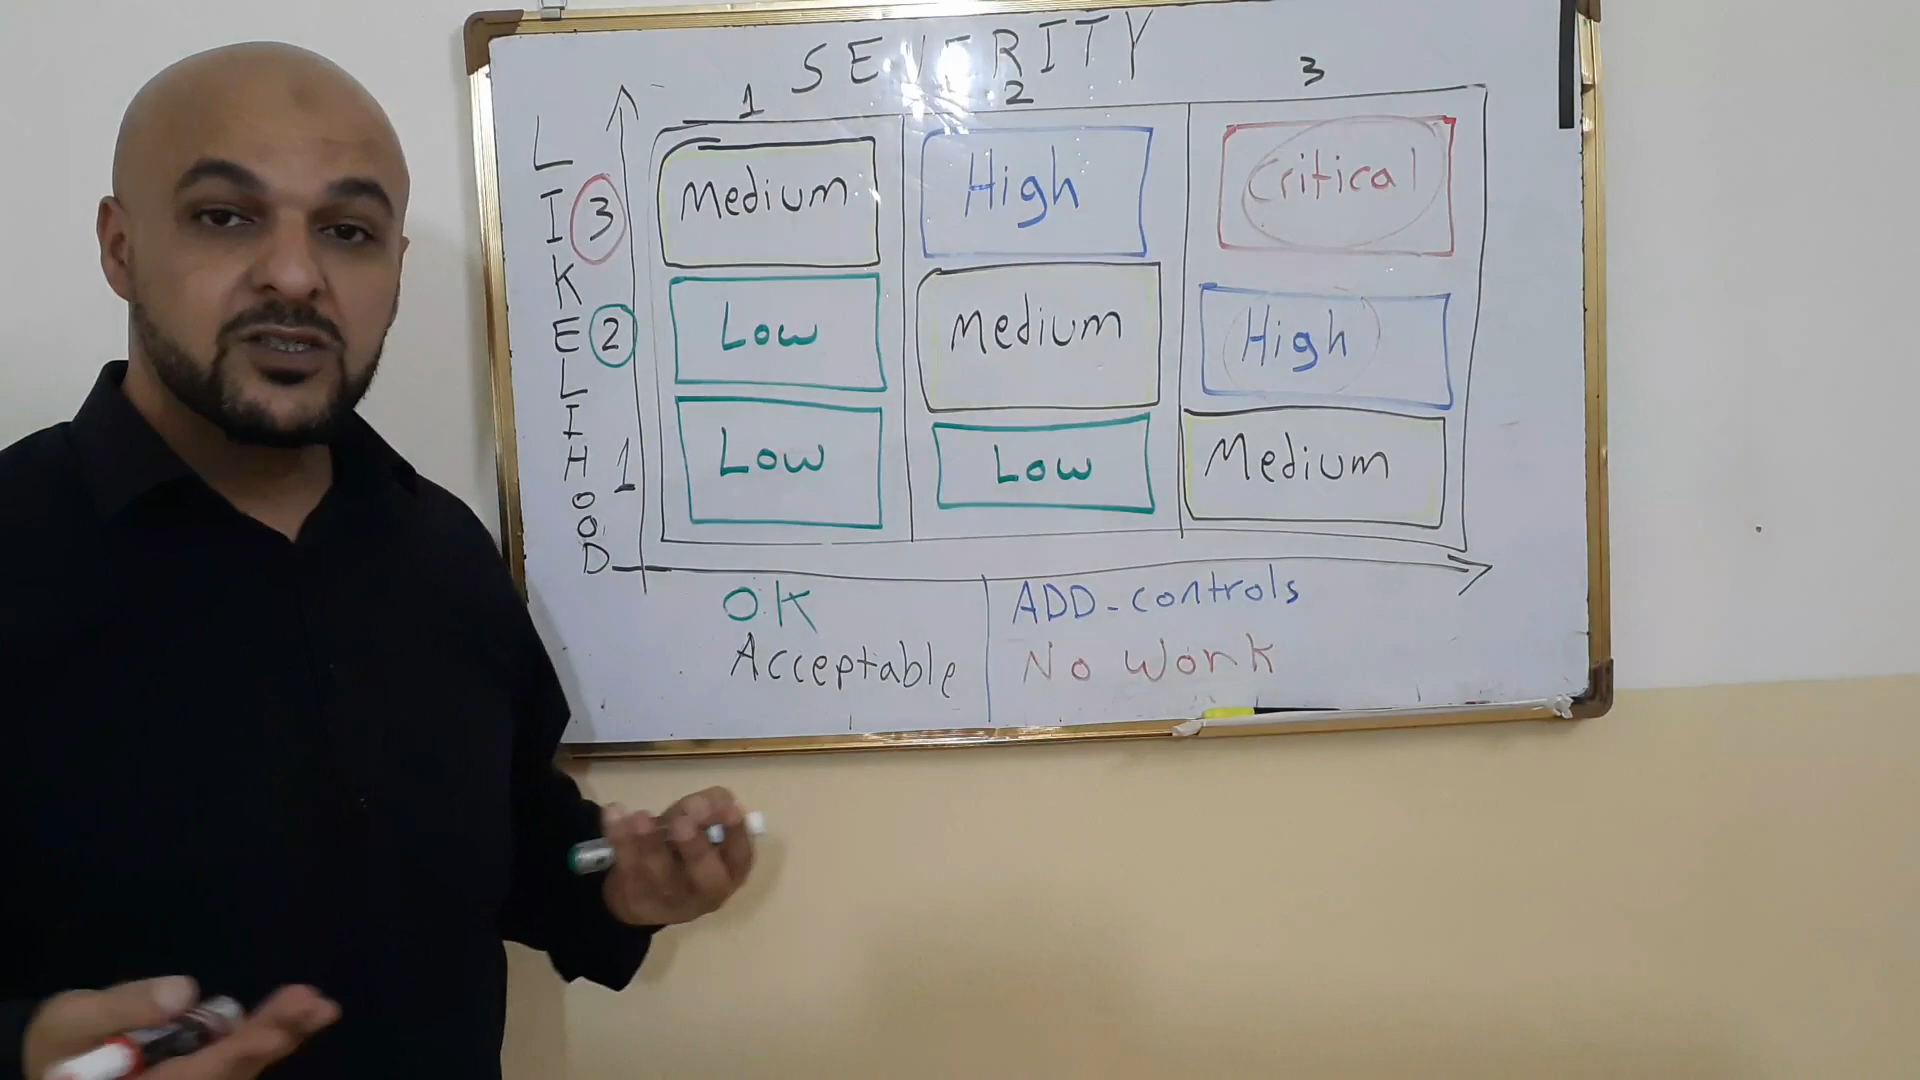 SEVERITY
1 2 3
LIKELIHOOD
3 Medium High Critical
2 Low Medium High
1 Low Low Medium
O.K ADD-controls
Acceptable No Work